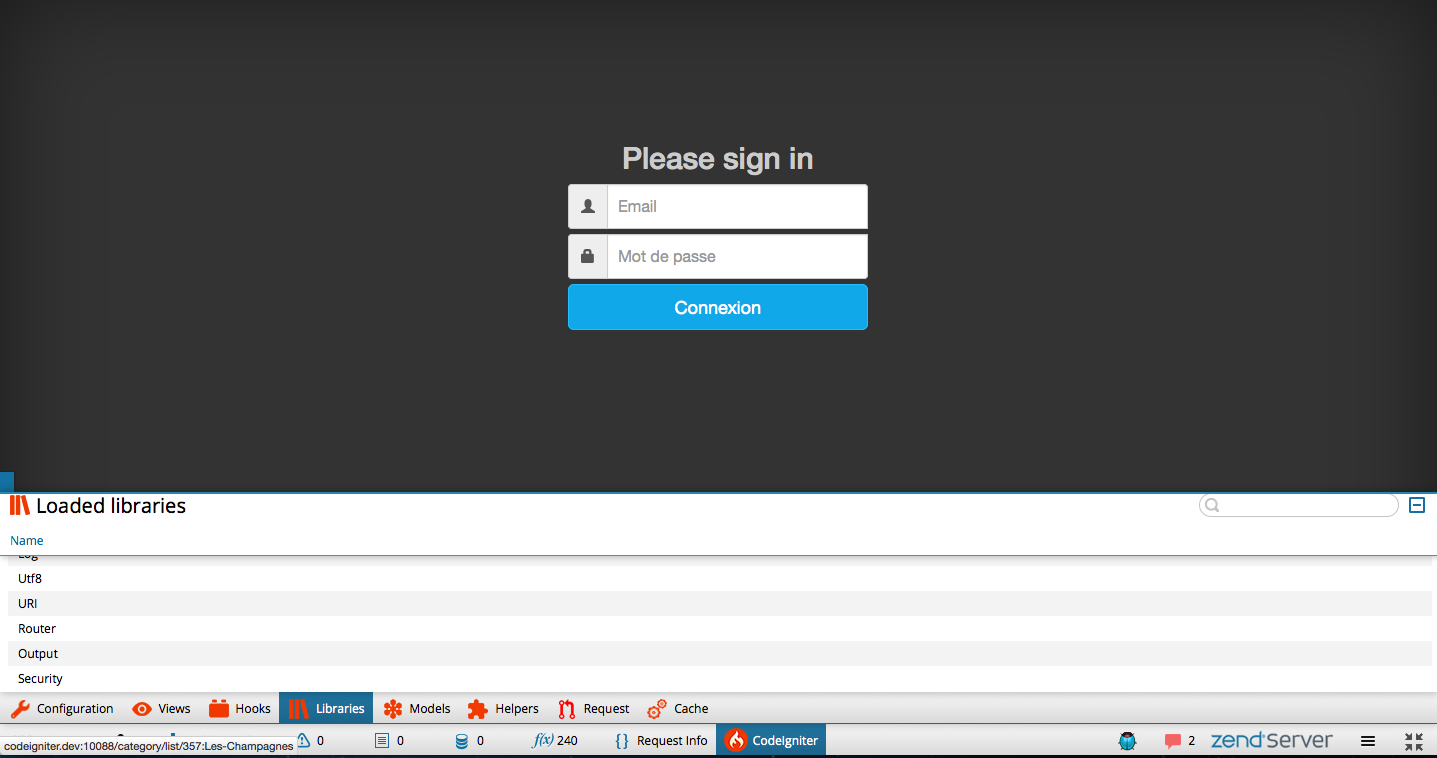 Please sign in
Email
Mot de passe
Connexion
Loaded libraries
Name
Log
Utf8
URI
Router
Output
Security
Configuration Views Hooks Libraries Models Helpers Request Cache
codeigniter.dev:10088/category/list/357:Les-Champagnes 0 0 0 f(x) 240 {} Request Info CodeIgniter 2 zend Server